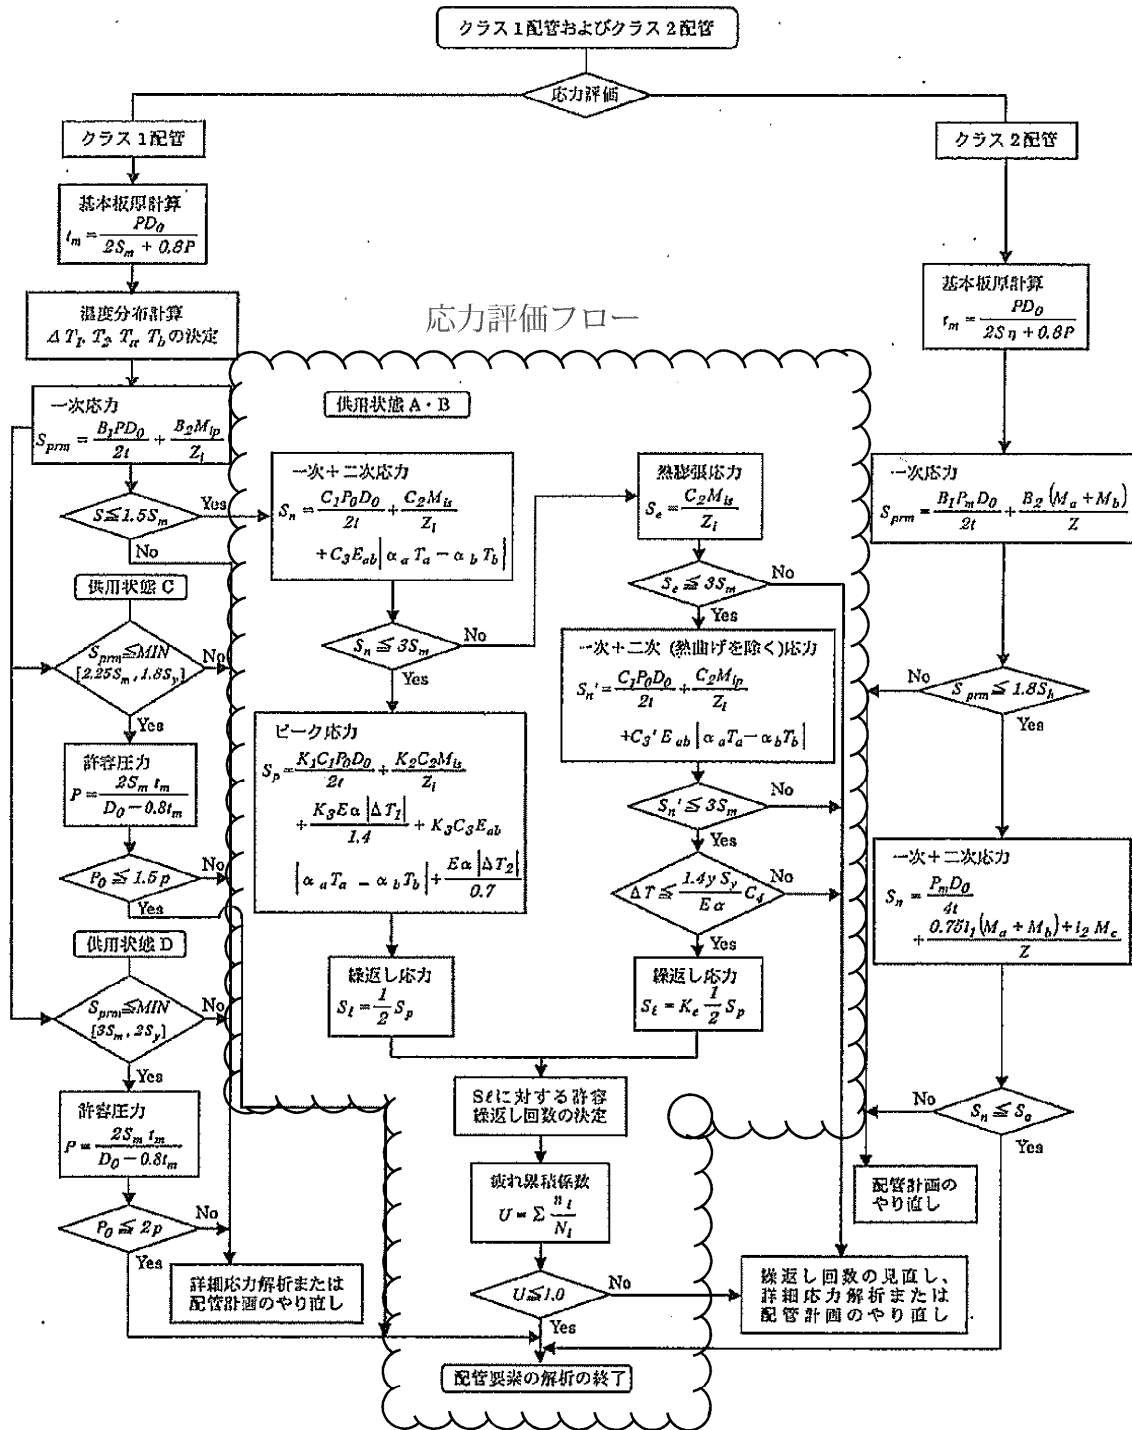 クラス1配管およびクラス2配管
応力評価
クラス1配管
基本板厚計算
t_m = PD_0 / (2S_m + 0.8P)
温度分布計算
ΔT_1, T_2, T_a, T_b の決定
一次応力
S_prm = B_1PD_0 / 2t + B_2M_ip / Z_i
S≦1.5S_m
Yes
No
供用状態 C
S_prm≦MIN
[2.25S_m, 1.8S_y]
No
Yes
許容圧力
P = 2S_m t_m / (D_0 − 0.8t_m)
P_0 ≦ 1.5p
No
Yes
供用状態 D
S_prm≦MIN
[3S_m, 2S_y]
No
Yes
許容圧力
P = 2S_m t_m / (D_0 − 0.8t_m)
P_0 ≦ 2p
No
Yes
詳細応力解析または
配管計画のやり直し
応力評価フロー
供用状態 A・B
一次+二次応力
S_n = C_1P_0D_0 / 2t + C_2M_is / Z_i
+ C_3E_ab|α_a T_a − α_b T_b|
S_n ≦ 3S_m
No
Yes
ピーク応力
S_p = K_1C_1P_0D_0 / 2t + K_2C_2M_is / Z_i
+ K_3Eα|ΔT_1| / 1.4 + K_3C_3E_ab
|α_a T_a − α_b T_b| + Eα|ΔT_2| / 0.7
繰返し応力
S_ℓ = 1/2 S_p
熱膨張応力
S_e = C_2M_is / Z_i
S_e ≦ 3S_m
No
Yes
一次+二次 (熱曲げを除く)応力
S_n' = C_1P_0D_0 / 2t + C_2M_ip / Z_i
+C_3' E_ab|α_aT_a − α_bT_b|
S_n' ≦ 3S_m
No
Yes
ΔT ≦ 1.4y S_y / Eα C_4
No
Yes
繰返し応力
S_ℓ = K_e 1/2 S_p
Sℓに対する許容
繰返し回数の決定
疲れ累積係数
U = Σ n_i / N_i
U≦1.0
No
Yes
配管要素の解析の終了
繰返し回数の見直し、
詳細応力解析または
配管計画のやり直し
クラス2配管
基本板厚計算
t_m = PD_0 / (2Sη + 0.8P)
一次応力
S_prm = B_1P_mD_0 / 2t + B_2 (M_a + M_b) / Z
S_prm ≦ 1.8S_h
No
Yes
一次+二次応力
S_n = P_mD_0 / 4t
+ 0.75i_1(M_a + M_b) + i_2 M_c / Z
S_n ≦ S_a
No
Yes
配管計画の
やり直し